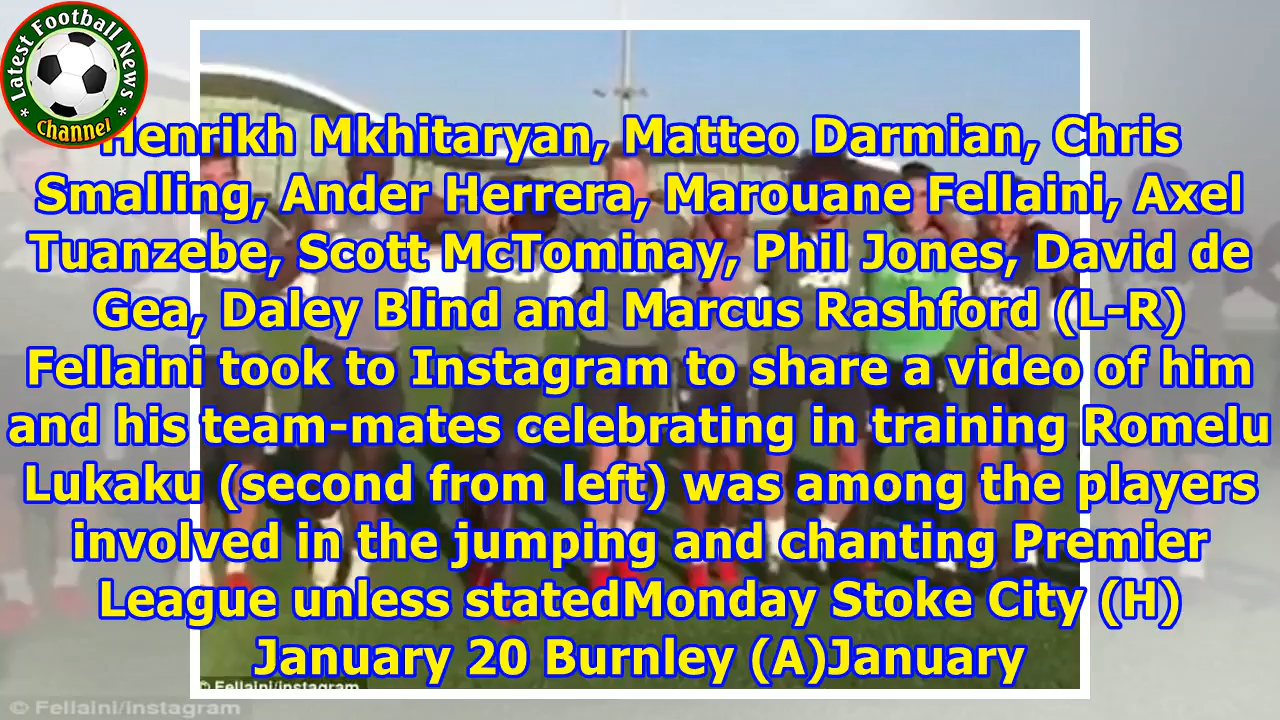 Latest Football News
* Channel *
Henrikh Mkhitaryan, Matteo Darmian, Chris
Smalling, Ander Herrera, Marouane Fellaini, Axel
Tuanzebe, Scott McTominay, Phil Jones, David de
Gea, Daley Blind and Marcus Rashford (L-R)
Fellaini took to Instagram to share a video of him
and his team-mates celebrating in training Romelu
Lukaku (second from left) was among the players
involved in the jumping and chanting Premier
League unless statedMonday Stoke City (H)
January 20 Burnley (A)January
© Fellaini/instagram
© Fellaini/instagram